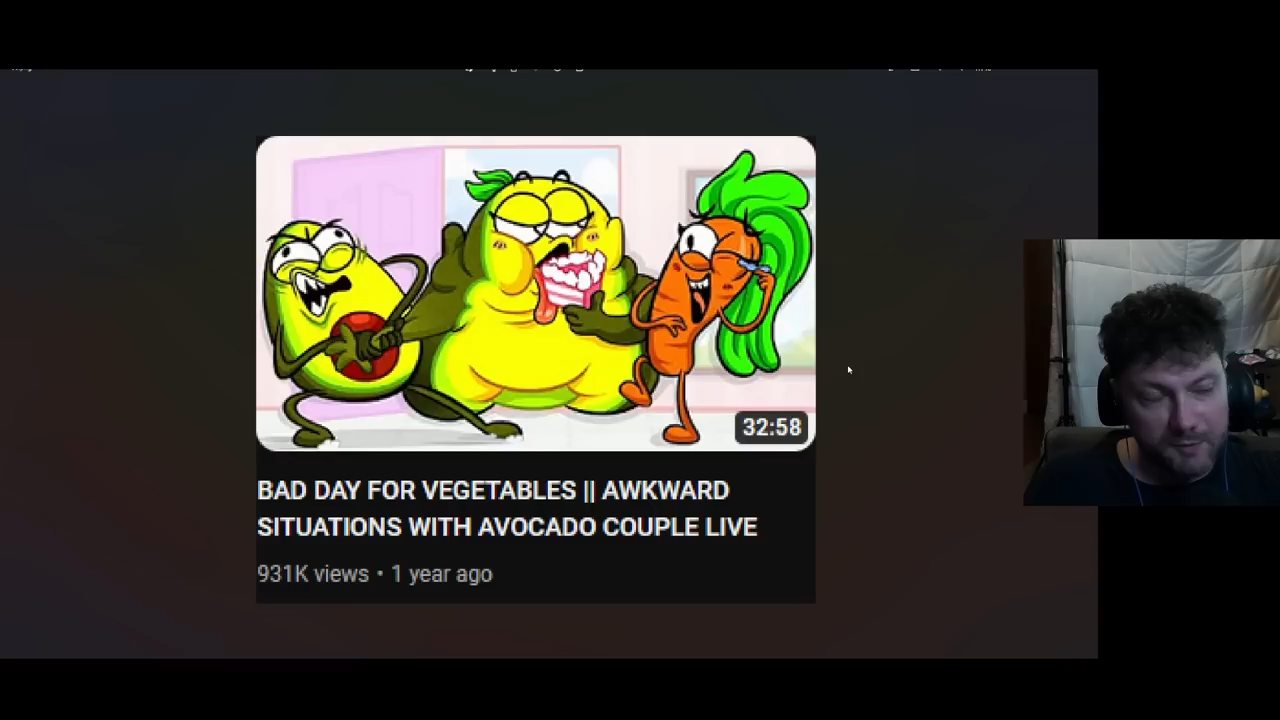 32:58
BAD DAY FOR VEGETABLES || AWKWARD
SITUATIONS WITH AVOCADO COUPLE LIVE
931K views • 1 year ago